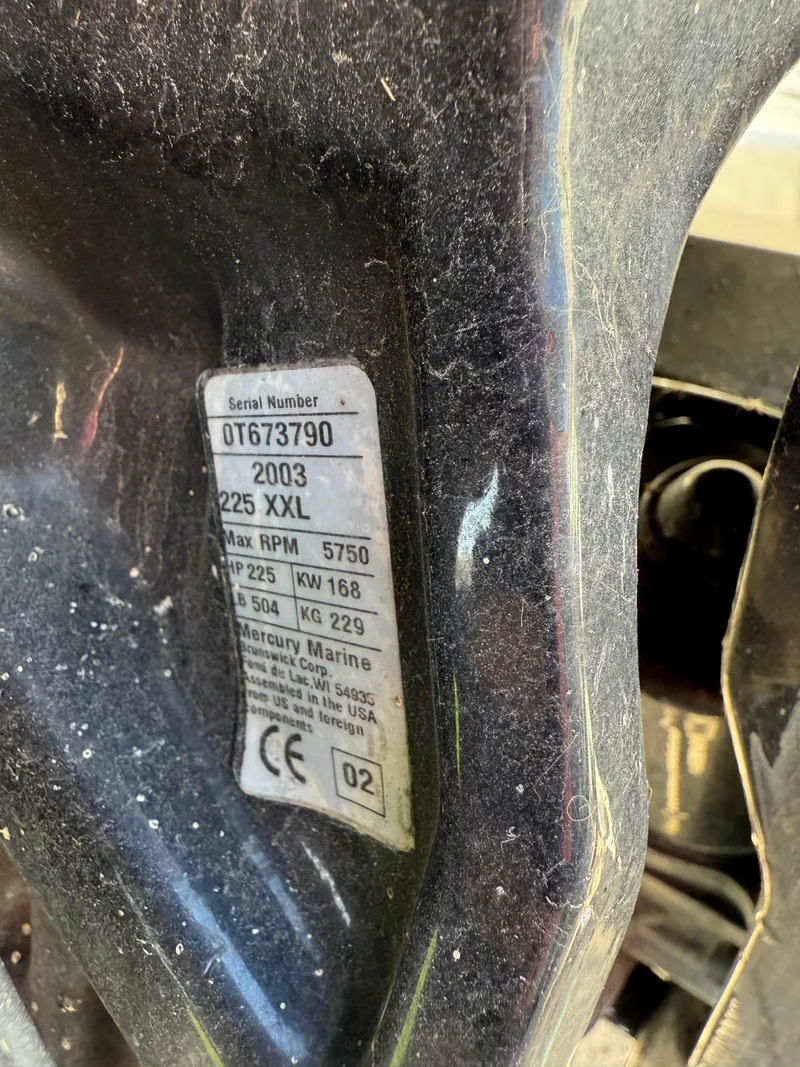 Serial Number
0T673790
2003
225 XXL
Max RPM 5750
HP 225 KW 168
LB 504 KG 229
Mercury Marine
Brunswick Corp.
Fond du Lac, WI 54935
Assembled in the USA
from US and foreign
components
CE 02